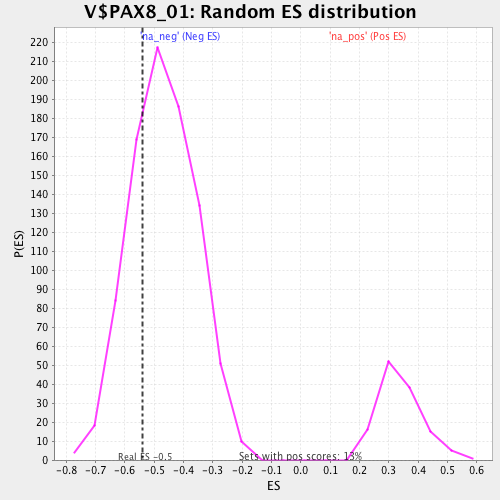 V$PAX8_01: Random ES distribution
'na_neg' (Neg ES)
'na_pos' (Pos ES)
220
210
200
190
180
170
160
150
140
130
120
110
100
90
80
70
60
50
40
30
20
10
0
P(ES)
Real ES -0.5
Sets with pos scores: 13%
-0.8 -0.7 -0.6 -0.5 -0.4 -0.3 -0.2 -0.1 0.0 0.1 0.2 0.3 0.4 0.5 0.6
ES